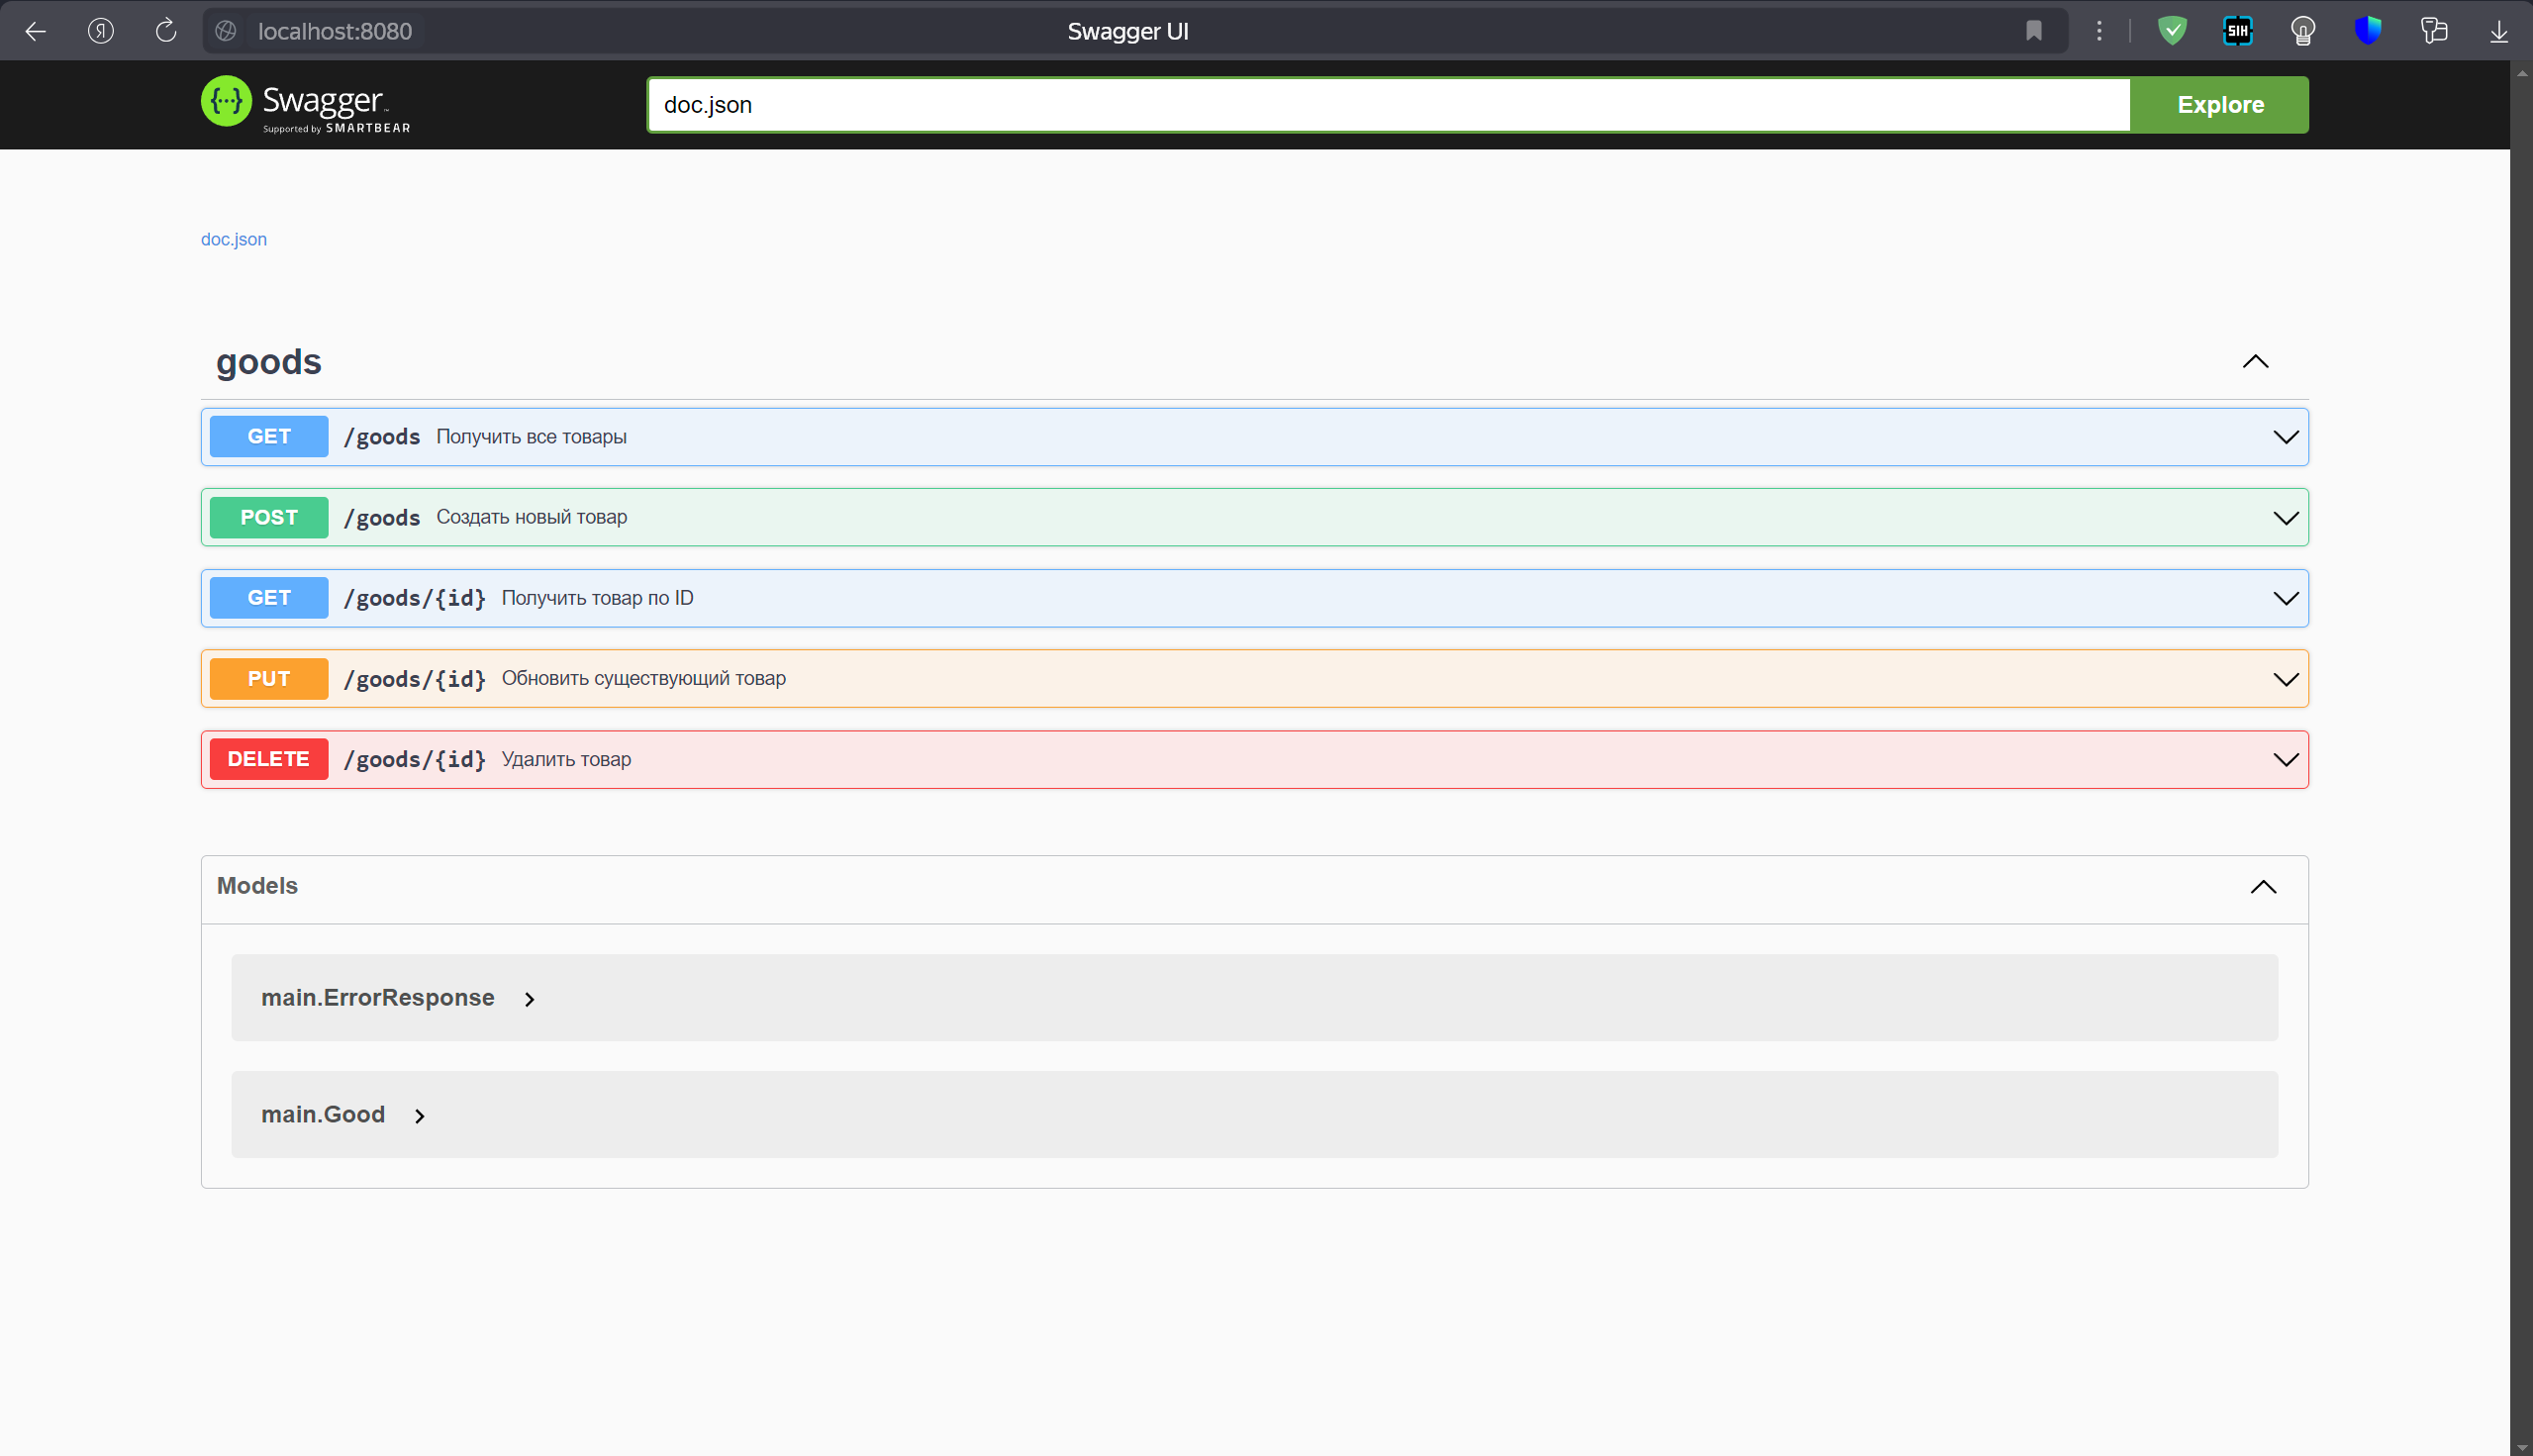 localhost:8080 Swagger UI
Swagger™
Supported by SMARTBEAR
doc.json Explore
doc.json
goods
GET /goods Получить все товары
POST /goods Создать новый товар
GET /goods/{id} Получить товар по ID
PUT /goods/{id} Обновить существующий товар
DELETE /goods/{id} Удалить товар
Models
main.ErrorResponse
main.Good